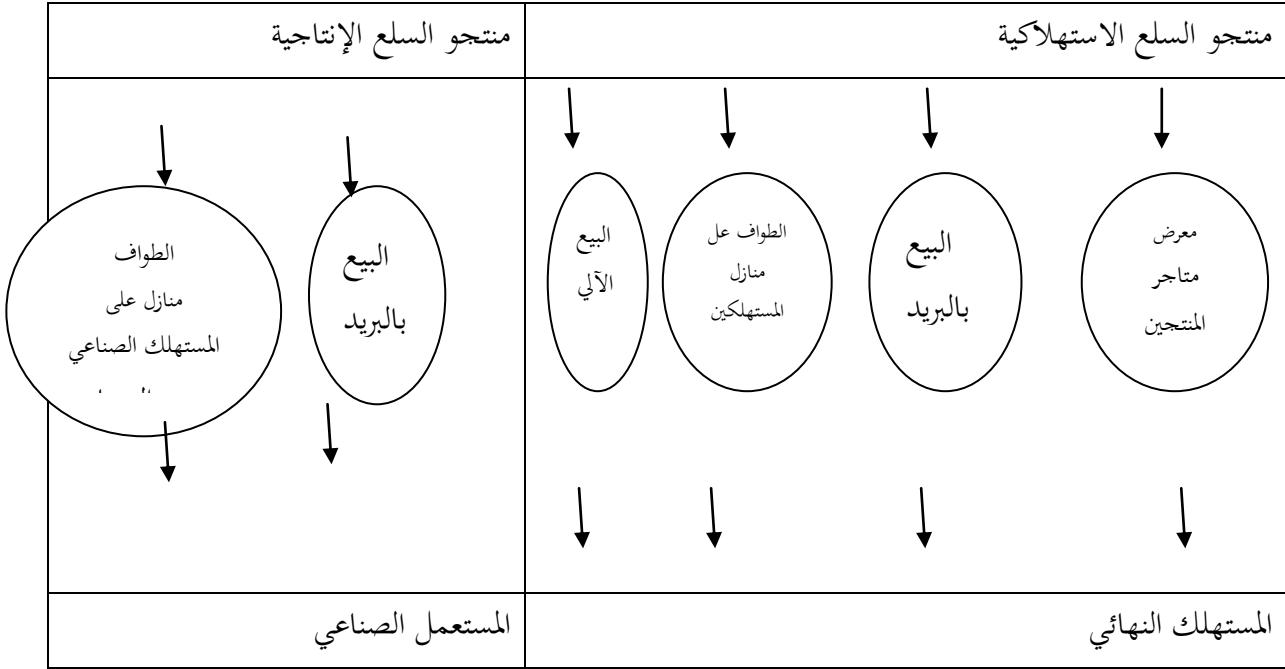 منتجو السلع الاستهلاكية
منتجو السلع الإنتاجية
معرض
متاجر
المنتجين
البيع
بالبريد
الطواف عل
منازل
المستهلكين
البيع
الآلي
البيع
بالبريد
الطواف
منازل على
المستهلك الصناعي
المستهلك النهائي
المستعمل الصناعي